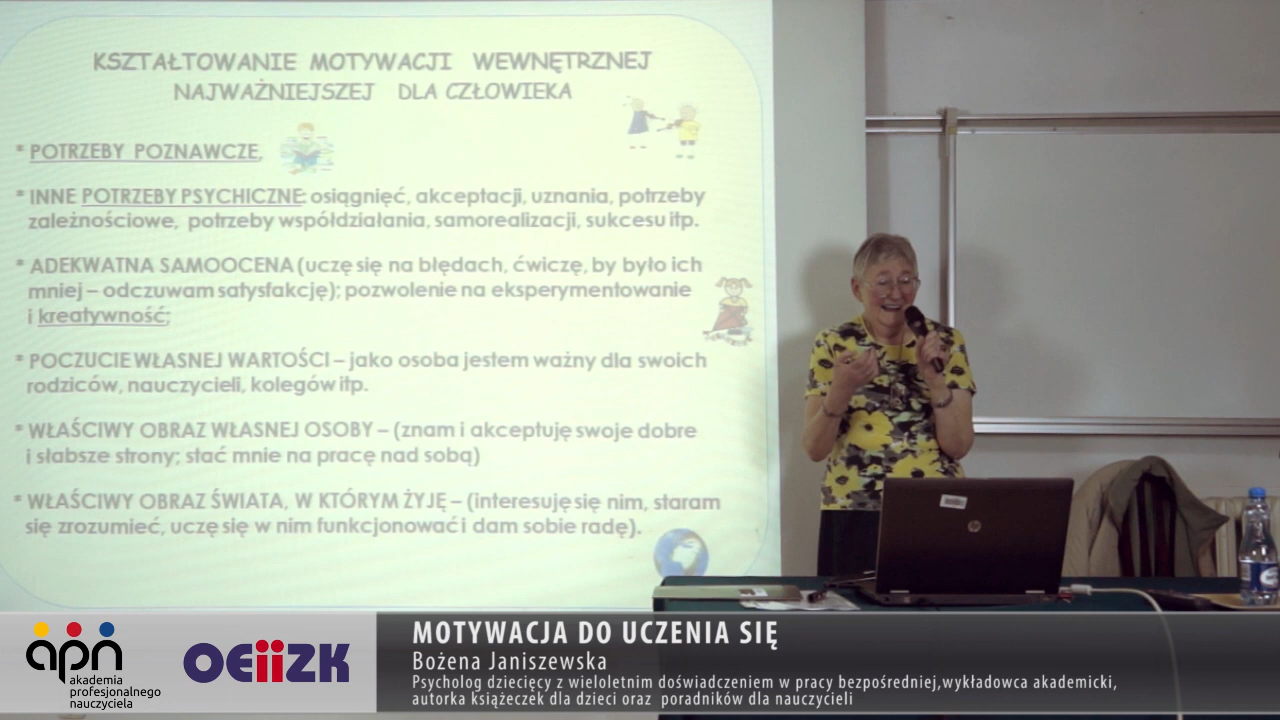 KSZTAŁTOWANIE MOTYWACJI WEWNĘTRZNEJ
NAJWAŻNIEJSZEJ DLA CZŁOWIEKA
* POTRZEBY POZNAWCZE,
* INNE POTRZEBY PSYCHICZNE: osiągnięć, akceptacji, uznania, potrzeby
zależnościowe, potrzeby współdziałania, samorealizacji, sukcesu itp.
* ADEKWATNA SAMOOCENA (uczę się na błędach, ćwiczę, by było ich
mniej – odczuwam satysfakcję); pozwolenie na eksperymentowanie
i kreatywność;
* POCZUCIE WŁASNEJ WARTOŚCI – jako osoba jestem ważny dla swoich
rodziców, nauczycieli, kolegów itp.
* WŁAŚCIWY OBRAZ WŁASNEJ OSOBY – (znam i akceptuję swoje dobre
i słabsze strony; stać mnie na pracę nad sobą)
* WŁAŚCIWY OBRAZ ŚWIATA, W KTÓRYM ŻYJĘ – (interesuję się nim, staram
się zrozumieć, uczę się w nim funkcjonować i dam sobie radę).
hp
apn
akademia
profesjonalnego
nauczyciela
OEiiZK
MOTYWACJA DO UCZENIA SIĘ
Bożena Janiszewska
Psycholog dziecięcy z wieloletnim doświadczeniem w pracy bezpośredniej,wykładowca akademicki,
autorka książeczek dla dzieci oraz poradników dla nauczycieli